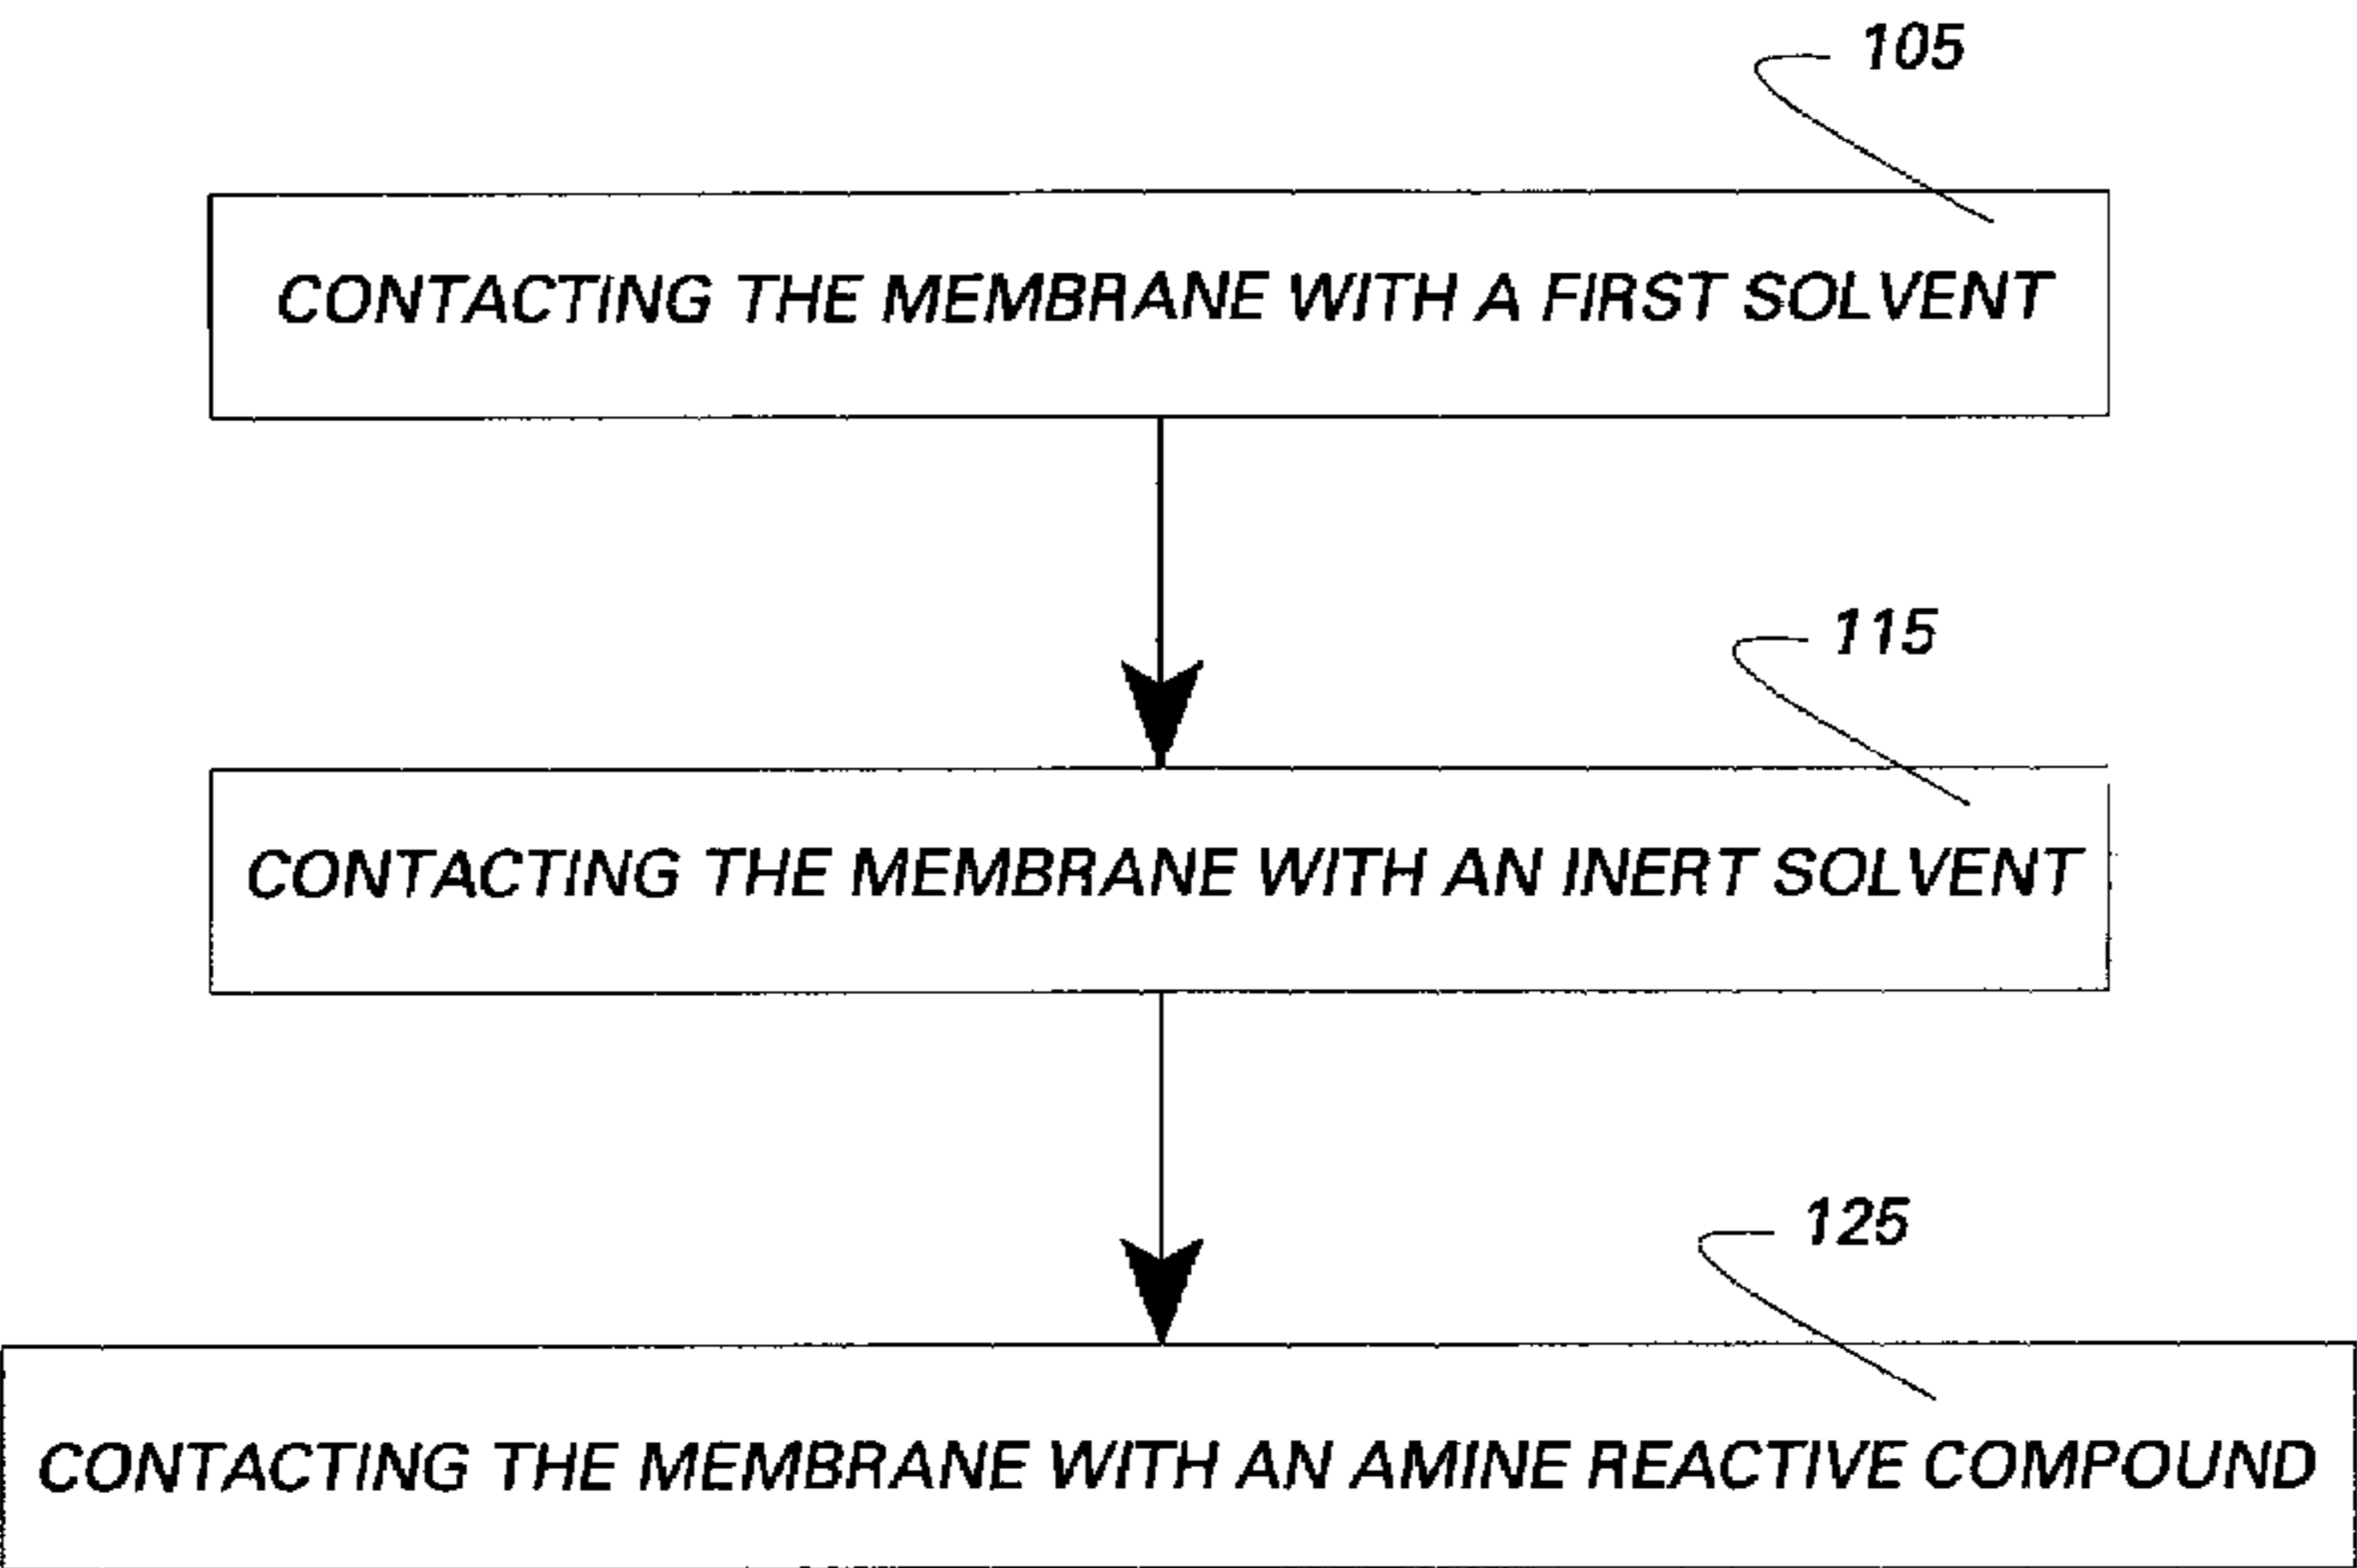 105
CONTACTING THE MEMBRANE WITH A FIRST SOLVENT
115
CONTACTING THE MEMBRANE WITH AN INERT SOLVENT
125
CONTACTING THE MEMBRANE WITH AN AMINE REACTIVE COMPOUND